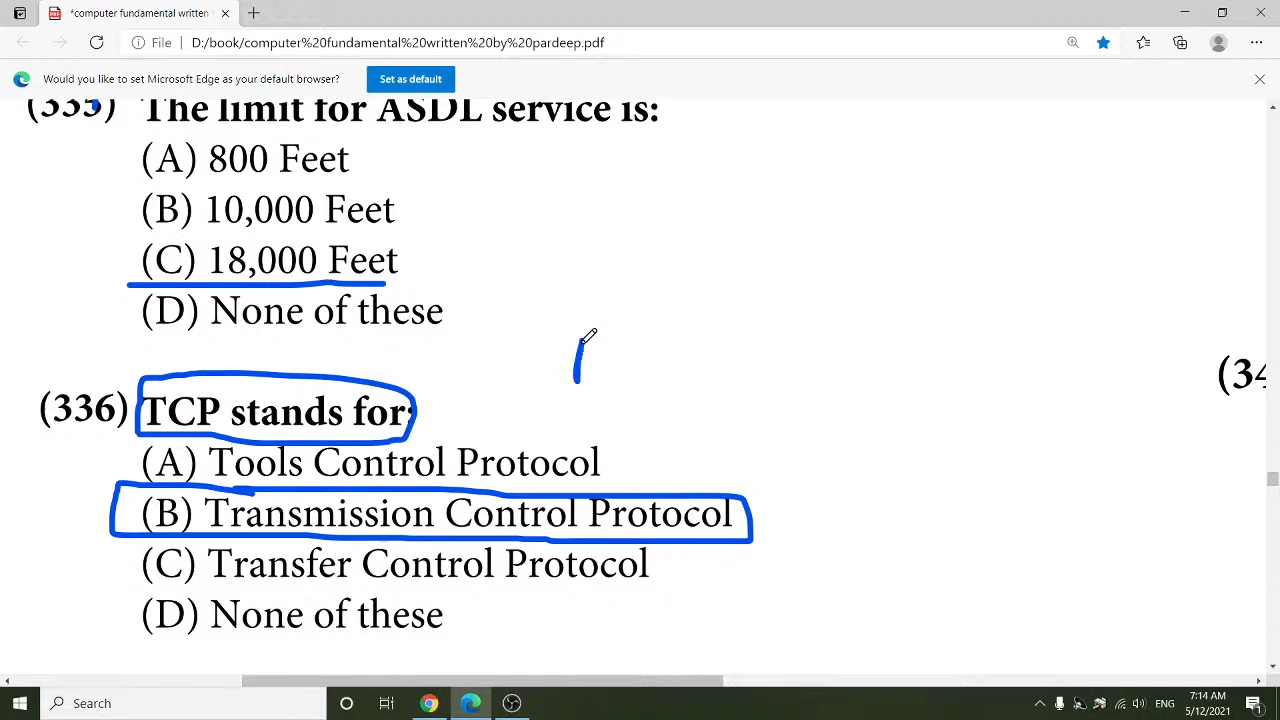 *computer fundamental written
File D:/book/computer%20fundamental%20written%20by%20pardeep.pdf
Would you like to set Microsoft Edge as your default browser? Set as default
(335) The limit for ASDL service is:
(A) 800 Feet
(B) 10,000 Feet
(C) 18,000 Feet
(D) None of these
(336) TCP stands for:
(A) Tools Control Protocol
(B) Transmission Control Protocol
(C) Transfer Control Protocol
(D) None of these
Search
ENG
7:14 AM
5/12/2021